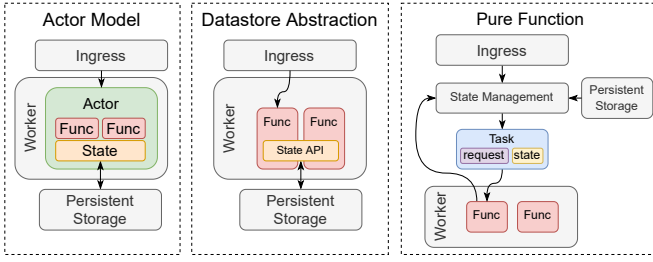 Actor Model
Ingress
Worker
Actor
Func Func
State
Persistent
Storage
Datastore Abstraction
Ingress
Worker
Func Func
State API
Persistent
Storage
Pure Function
Ingress
State Management
Persistent
Storage
Task
request state
Worker
Func Func